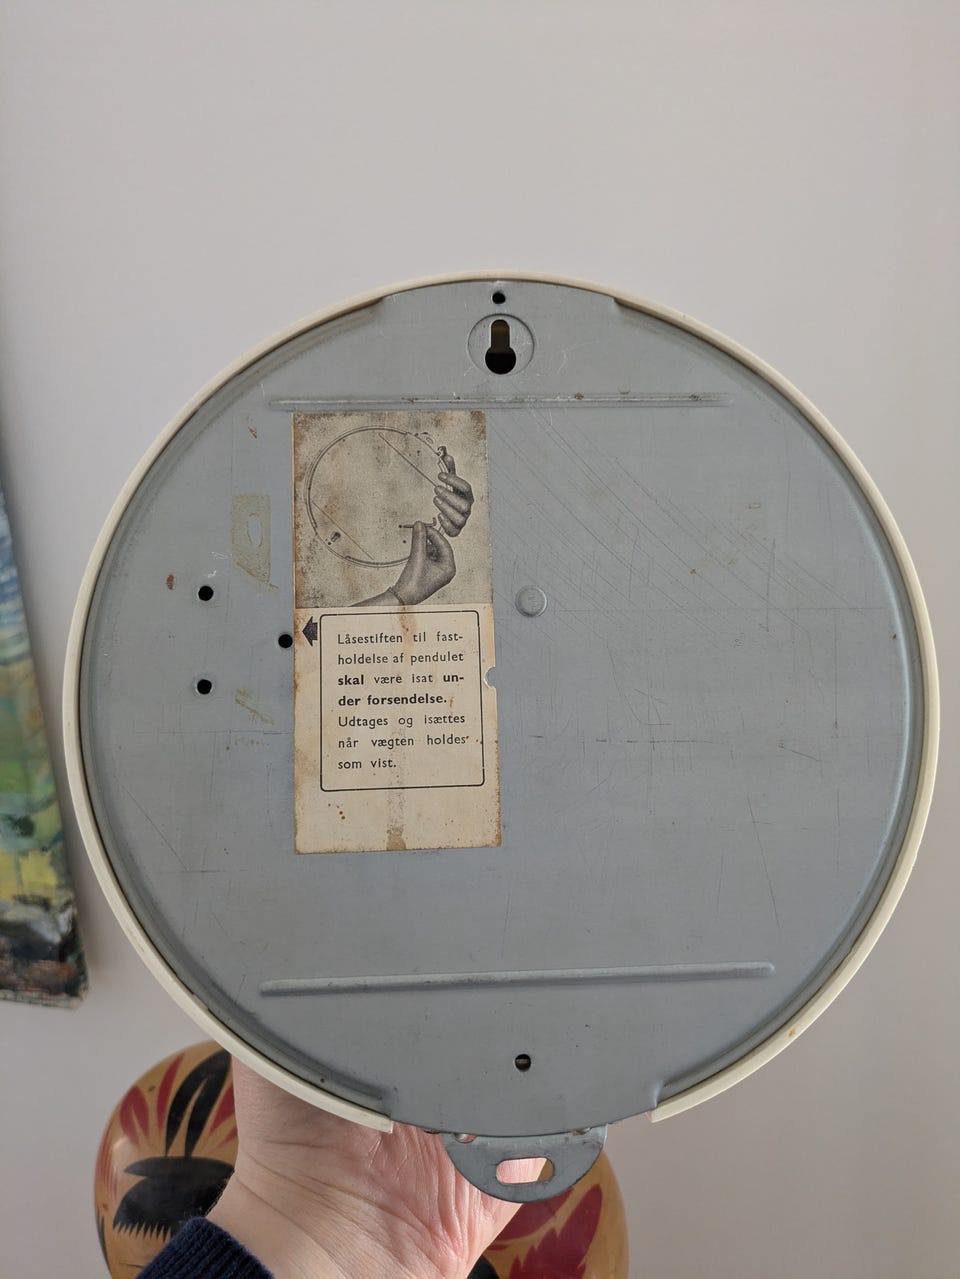 Låsestiften til fast-
holdelse af pendulet
skal være isat un-
der forsendelse.
Udtages og isættes
når vægten holdes
som vist.